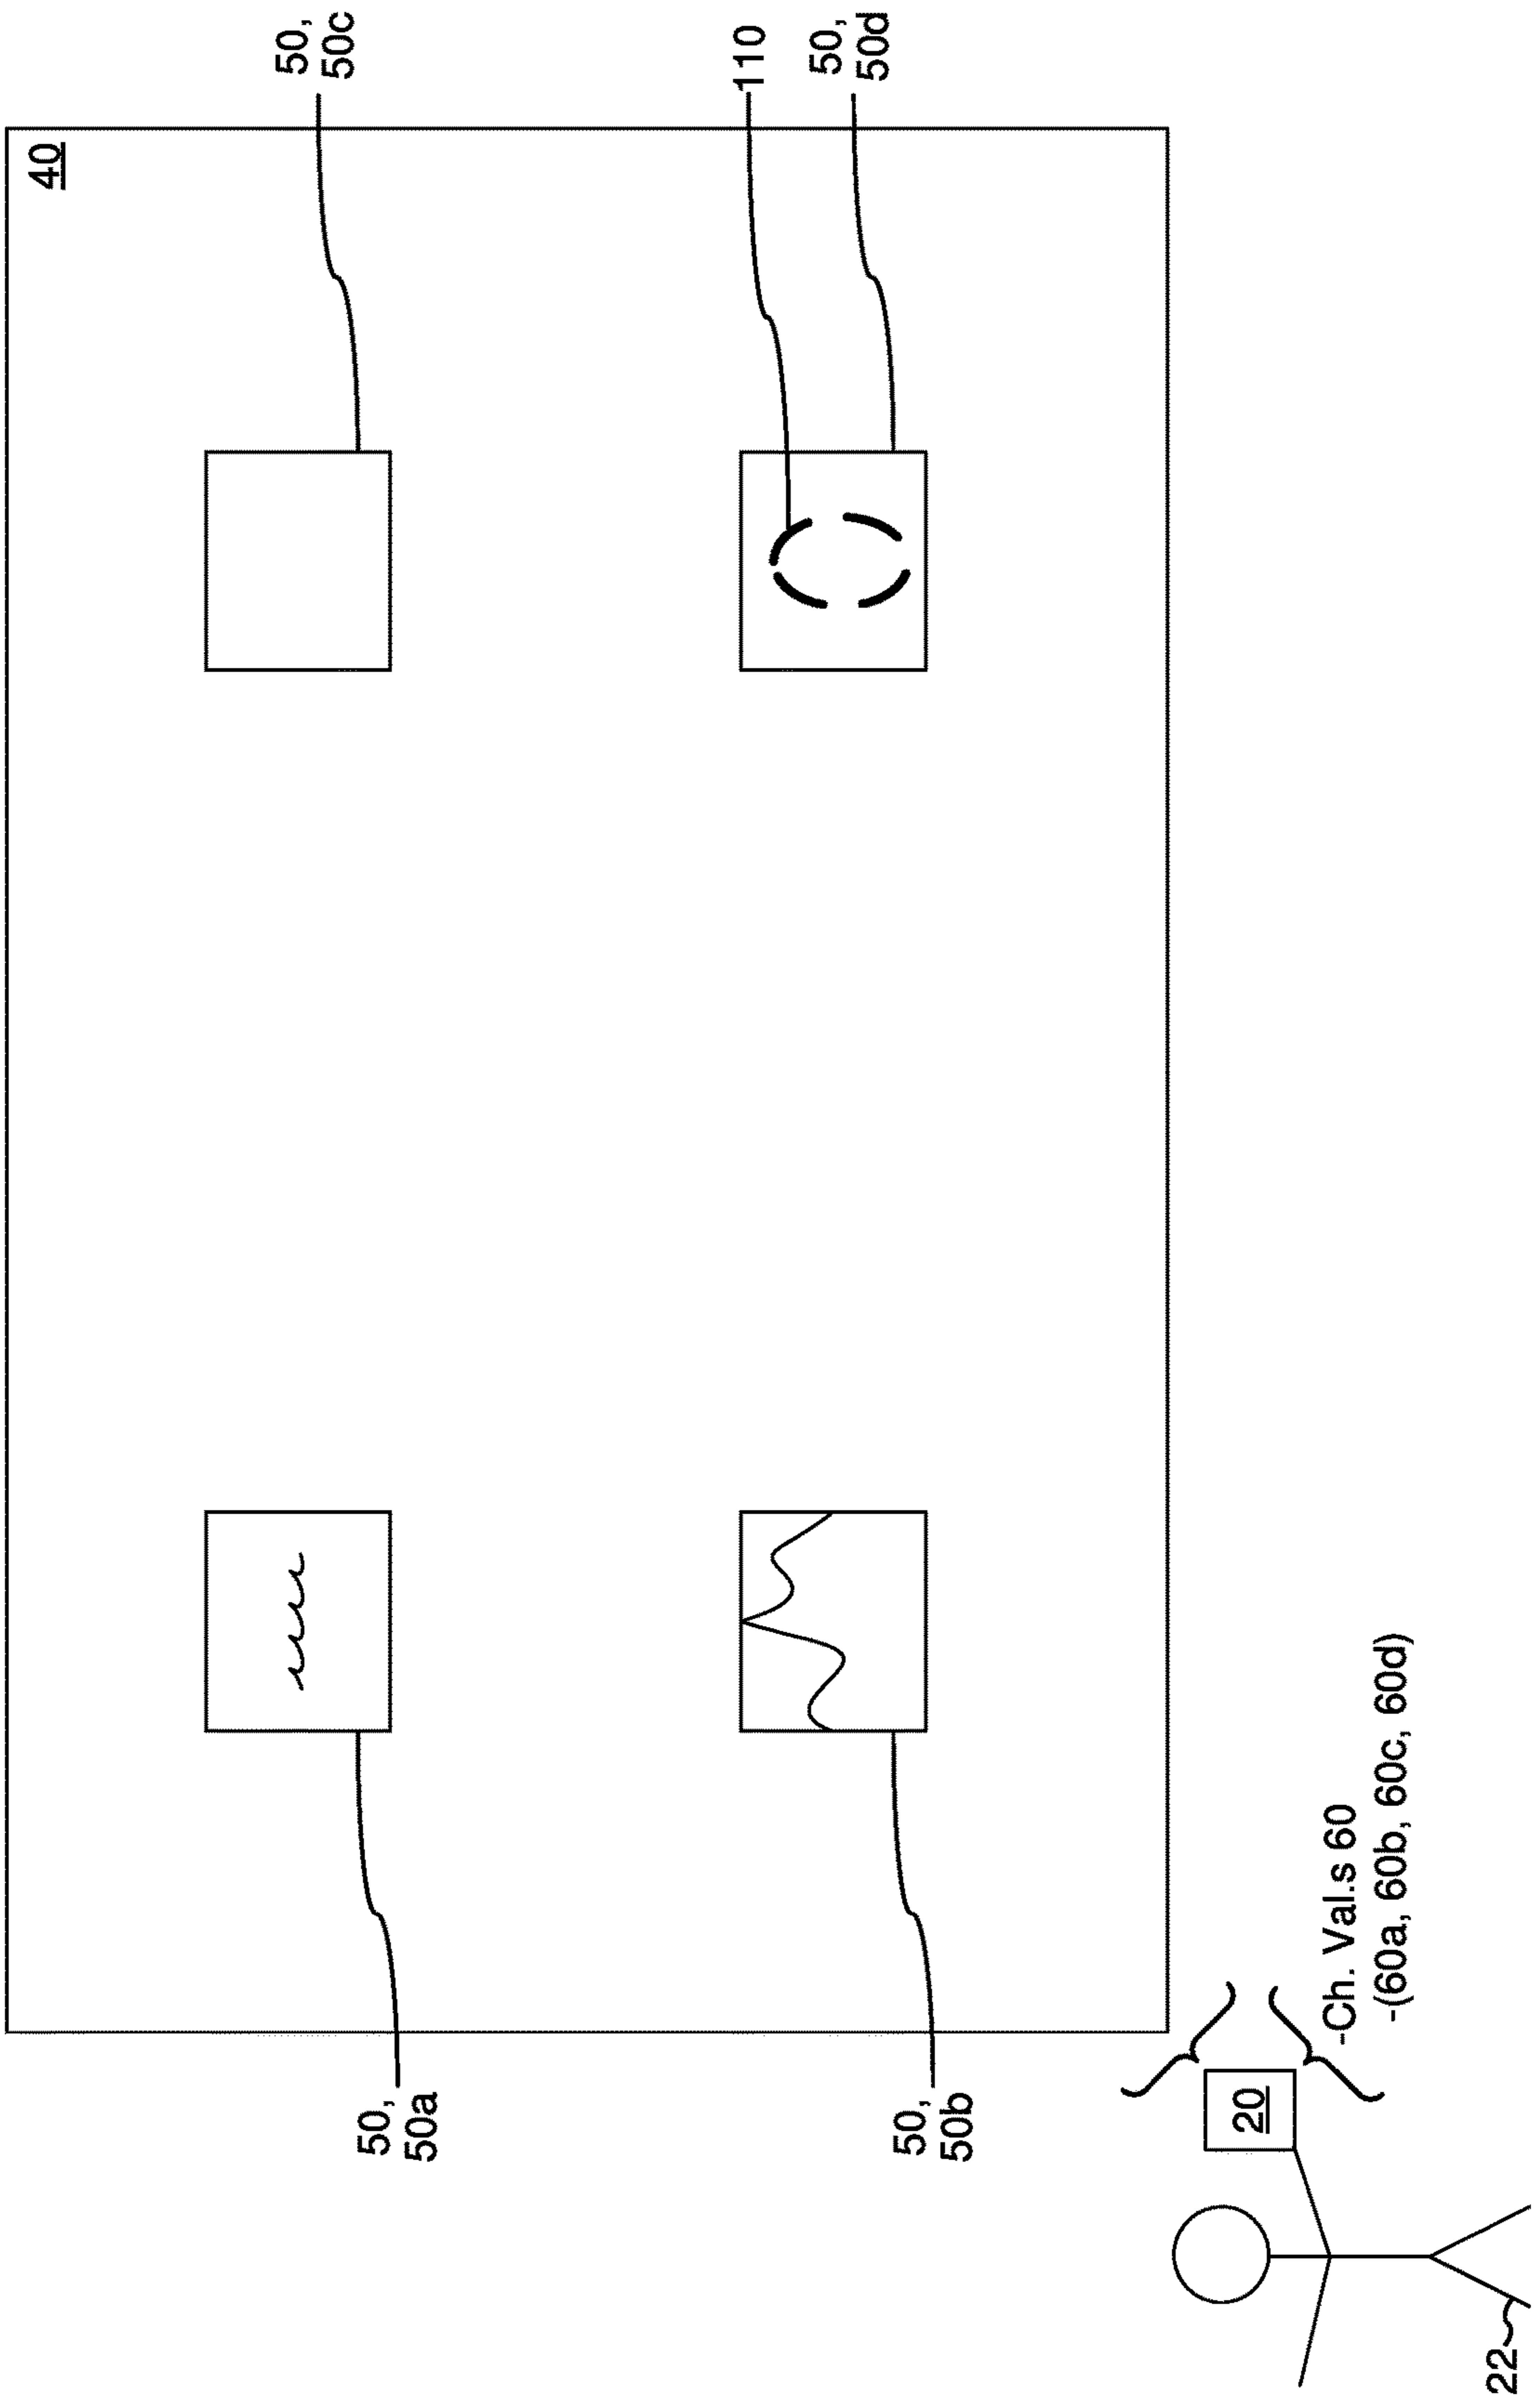 40
50,
50c
50,
50a
110
50,
50d
50,
50b
20
-Ch. Val.s 60
-(60a, 60b, 60c, 60d)
22